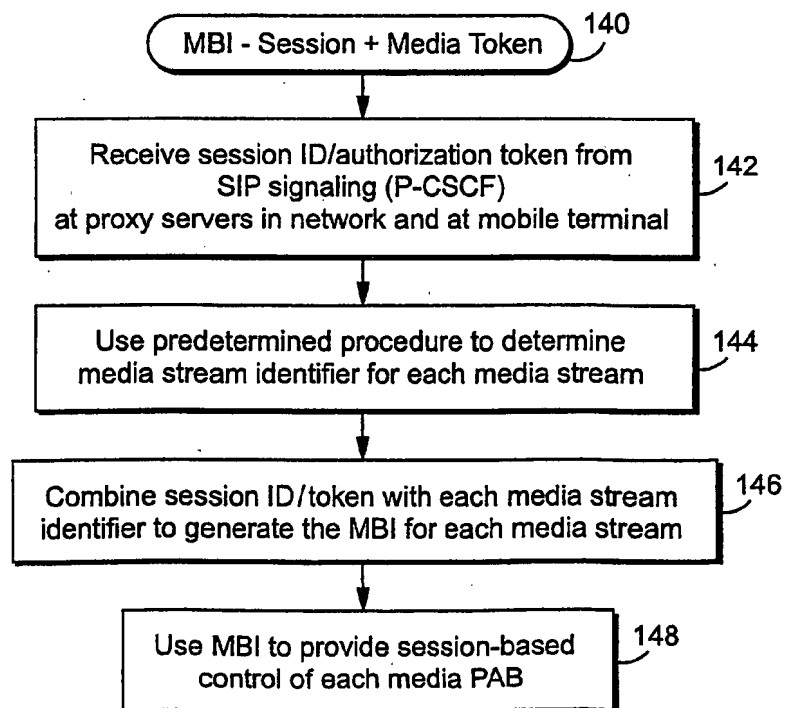 MBI - Session + Media Token
140
Receive session ID/authorization token from
SIP signaling (P-CSCF)
at proxy servers in network and at mobile terminal
142
Use predetermined procedure to determine
media stream identifier for each media stream
144
Combine session ID/token with each media stream
identifier to generate the MBI for each media stream
146
Use MBI to provide session-based
control of each media PAB
148